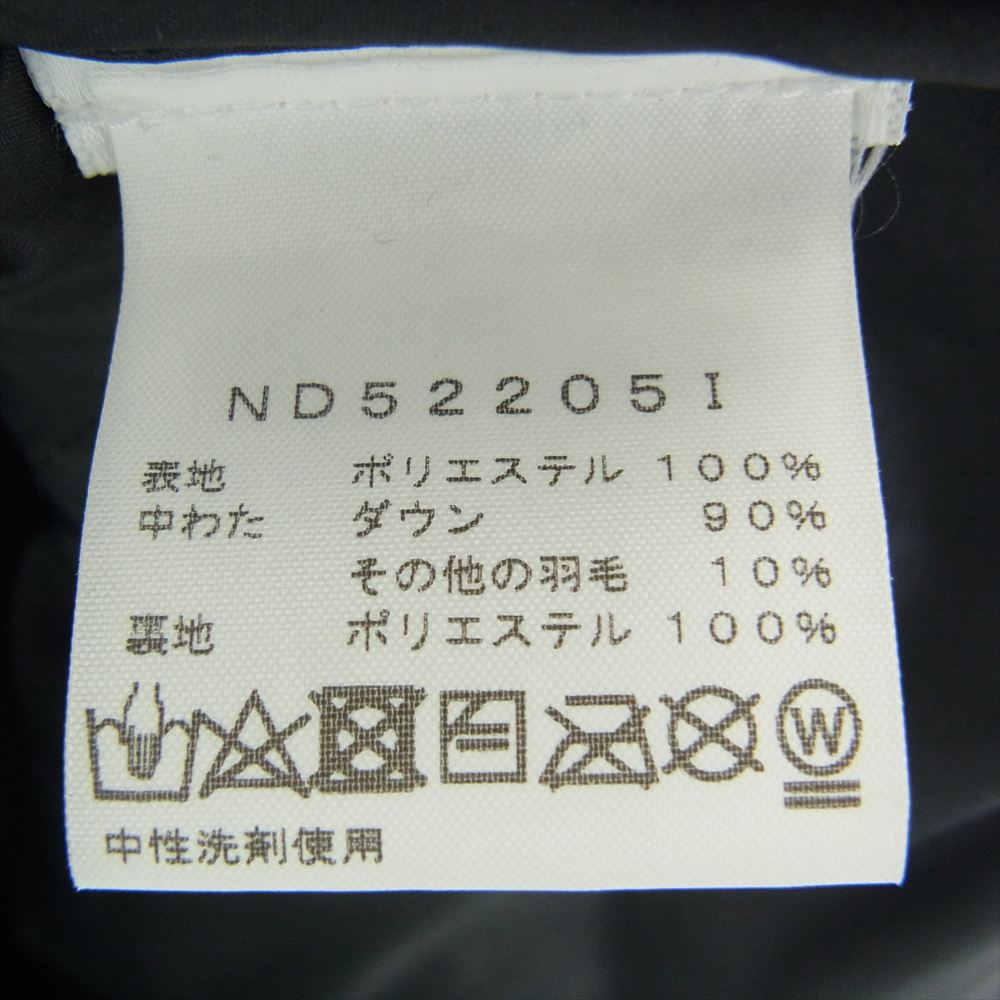 ND52205I
表地 ポリエステル 100%
中わた ダウン 90%
その他の羽毛 10%
裏地 ポリエステル 100%
W
中性洗剤使用